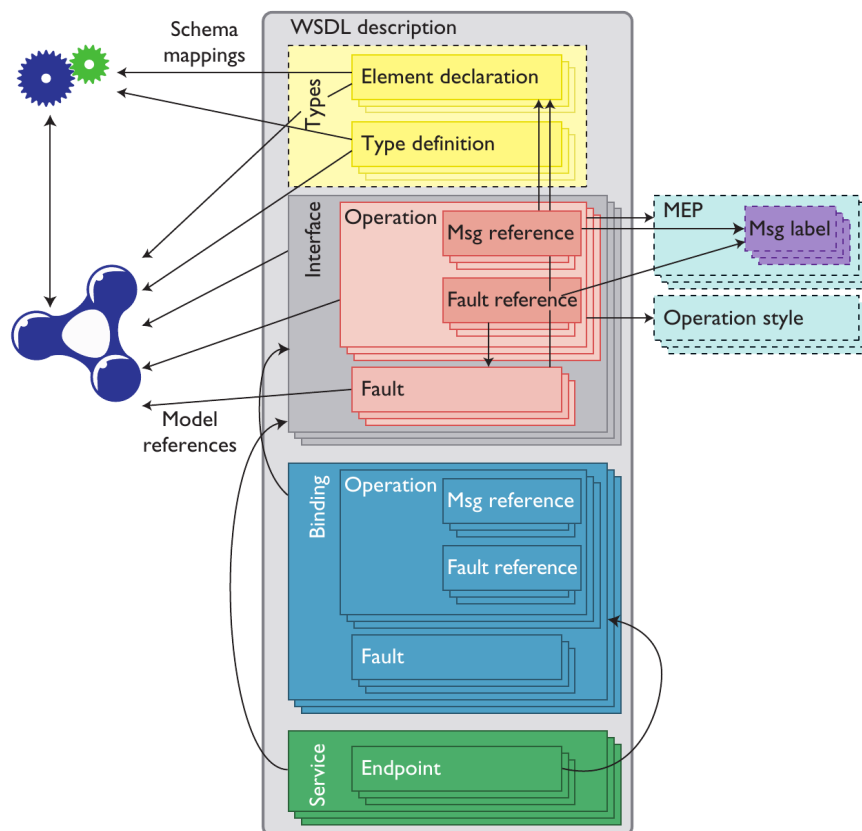 WSDL description
Schema
mappings
Element declaration
Types
Type definition
Interface
Operation
Msg reference
Fault reference
Fault
MEP
Msg label
Operation style
Model
references
Binding
Operation
Msg reference
Fault reference
Fault
Service
Endpoint